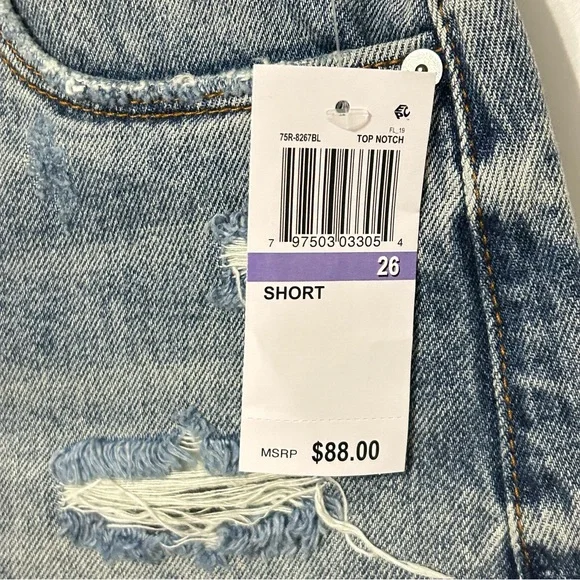 FL_19
75R-8267BL TOP NOTCH
7 97503 03305 4
26
SHORT
MSRP $88.00